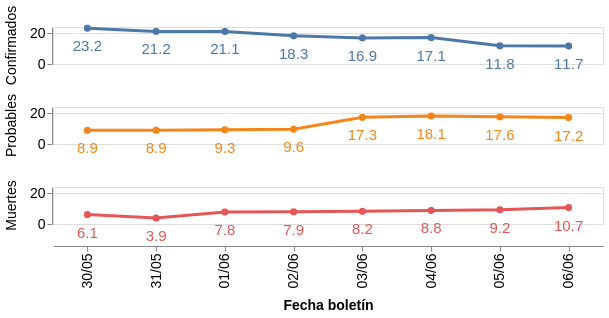 Confirmados
20
0
23.2 21.2 21.1 18.3 16.9 17.1 11.8 11.7
Probables
20
0
8.9 8.9 9.3 9.6 17.3 18.1 17.6 17.2
Muertes
20
0
6.1 3.9 7.8 7.9 8.2 8.8 9.2 10.7
30/05 31/05 01/06 02/06 03/06 04/06 05/06 06/06
Fecha boletín